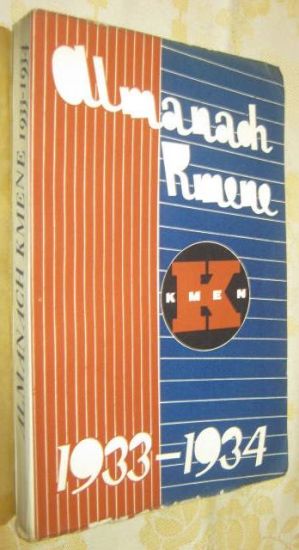 Almanach
Kmene
K
KMEN
1933-1934
ALMANACH KMENE 1933-1934